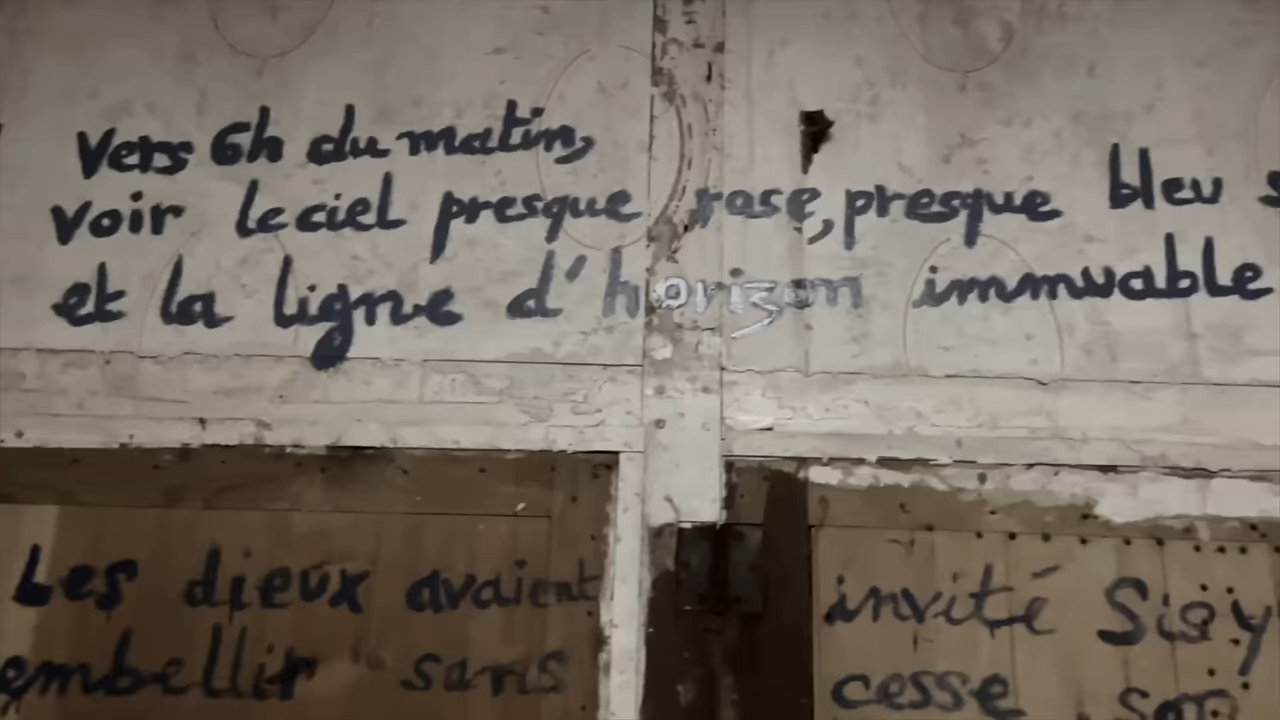 Vers 6h du matin,
voir le ciel presque rose, presque bleu
et la ligne d'horizon immuable
Les dieux avaient invité
embellir sans cesse son